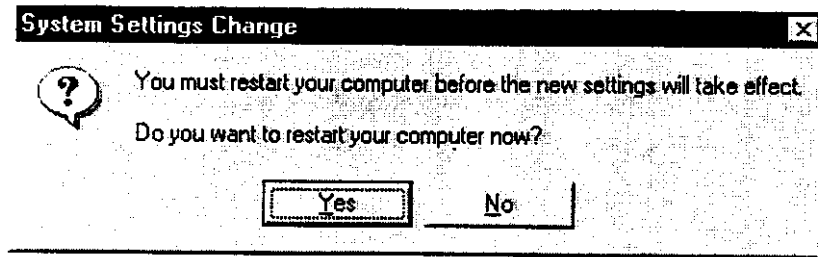 System Settings Change
You must restart your computer before the new settings will take effect.
Do you want to restart your computer now?
Yes
No